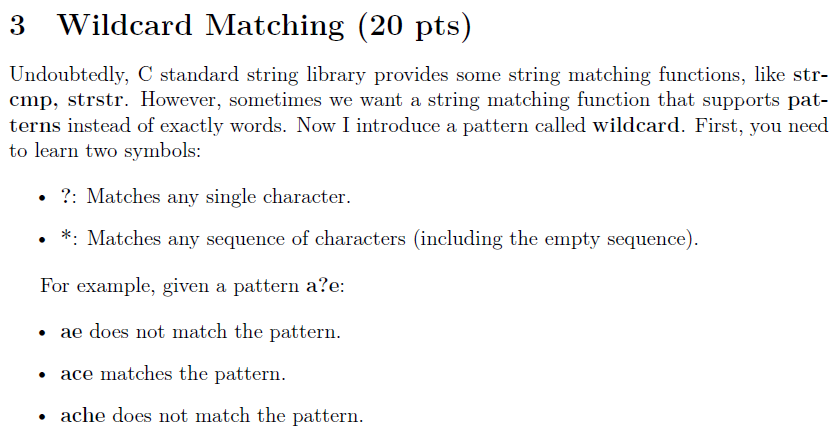 3 Wildcard Matching (20 pts)
Undoubtedly, C standard string library provides some string matching functions, like str-
cmp, strstr. However, sometimes we want a string matching function that supports pat-
terns instead of exactly words. Now I introduce a pattern called wildcard. First, you need
to learn two symbols:
• ?: Matches any single character.
• *: Matches any sequence of characters (including the empty sequence).
For example, given a pattern a?e:
• ae does not match the pattern.
• ace matches the pattern.
• ache does not match the pattern.